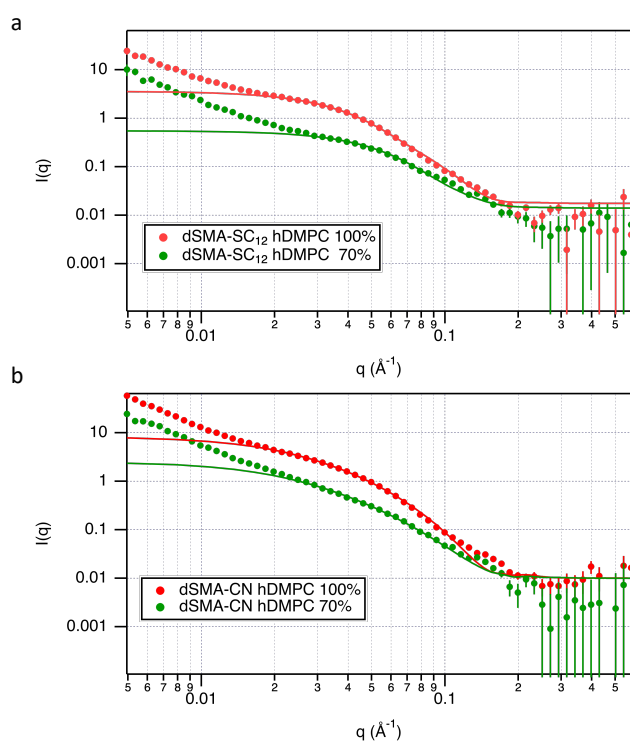 a
10
1
0.1
0.01
0.001
I(q)
dSMA-SC₁₂ hDMPC 100%
dSMA-SC₁₂ hDMPC 70%
5 6 7 8 9 0.01 2 3 4 5 6 7 8 9 0.1 2 3 4 5 6
q (Å⁻¹)
b
10
1
0.1
0.01
0.001
I(q)
dSMA-CN hDMPC 100%
dSMA-CN hDMPC 70%
5 6 7 8 9 0.01 2 3 4 5 6 7 8 9 0.1 2 3 4 5 6
q (Å⁻¹)